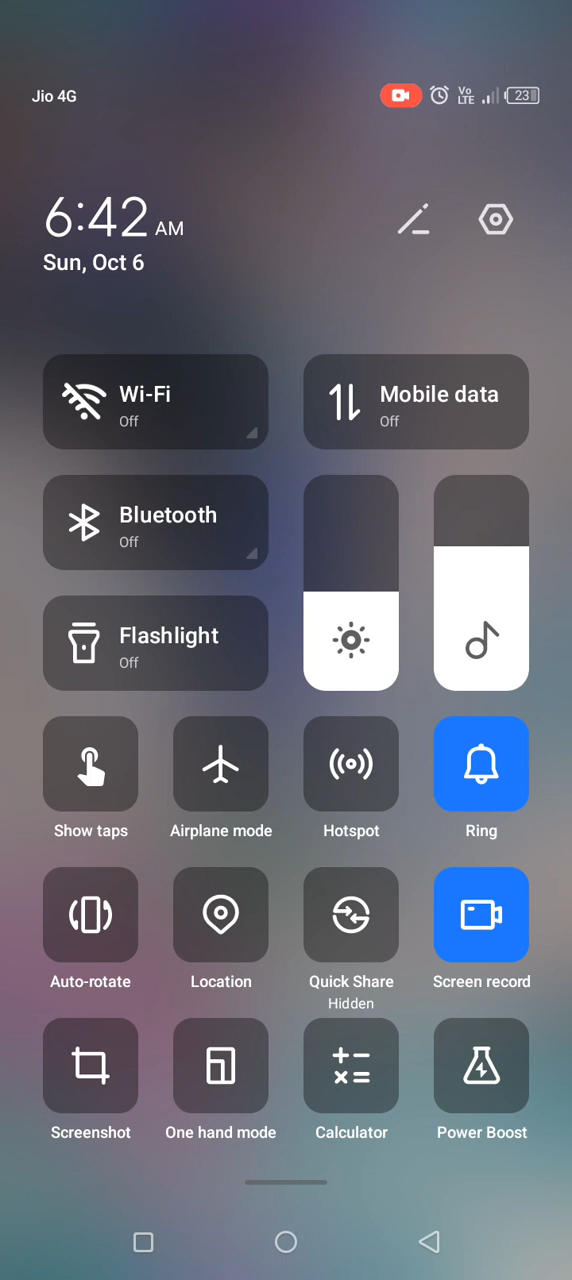 Jio 4G
Vo
LTE
23
6:42 AM
Sun, Oct 6
Wi-Fi
Off
Mobile data
Off
Bluetooth
Off
Flashlight
Off
Show taps
Airplane mode
Hotspot
Ring
Auto-rotate
Location
Quick Share
Hidden
Screen record
Screenshot
One hand mode
Calculator
Power Boost